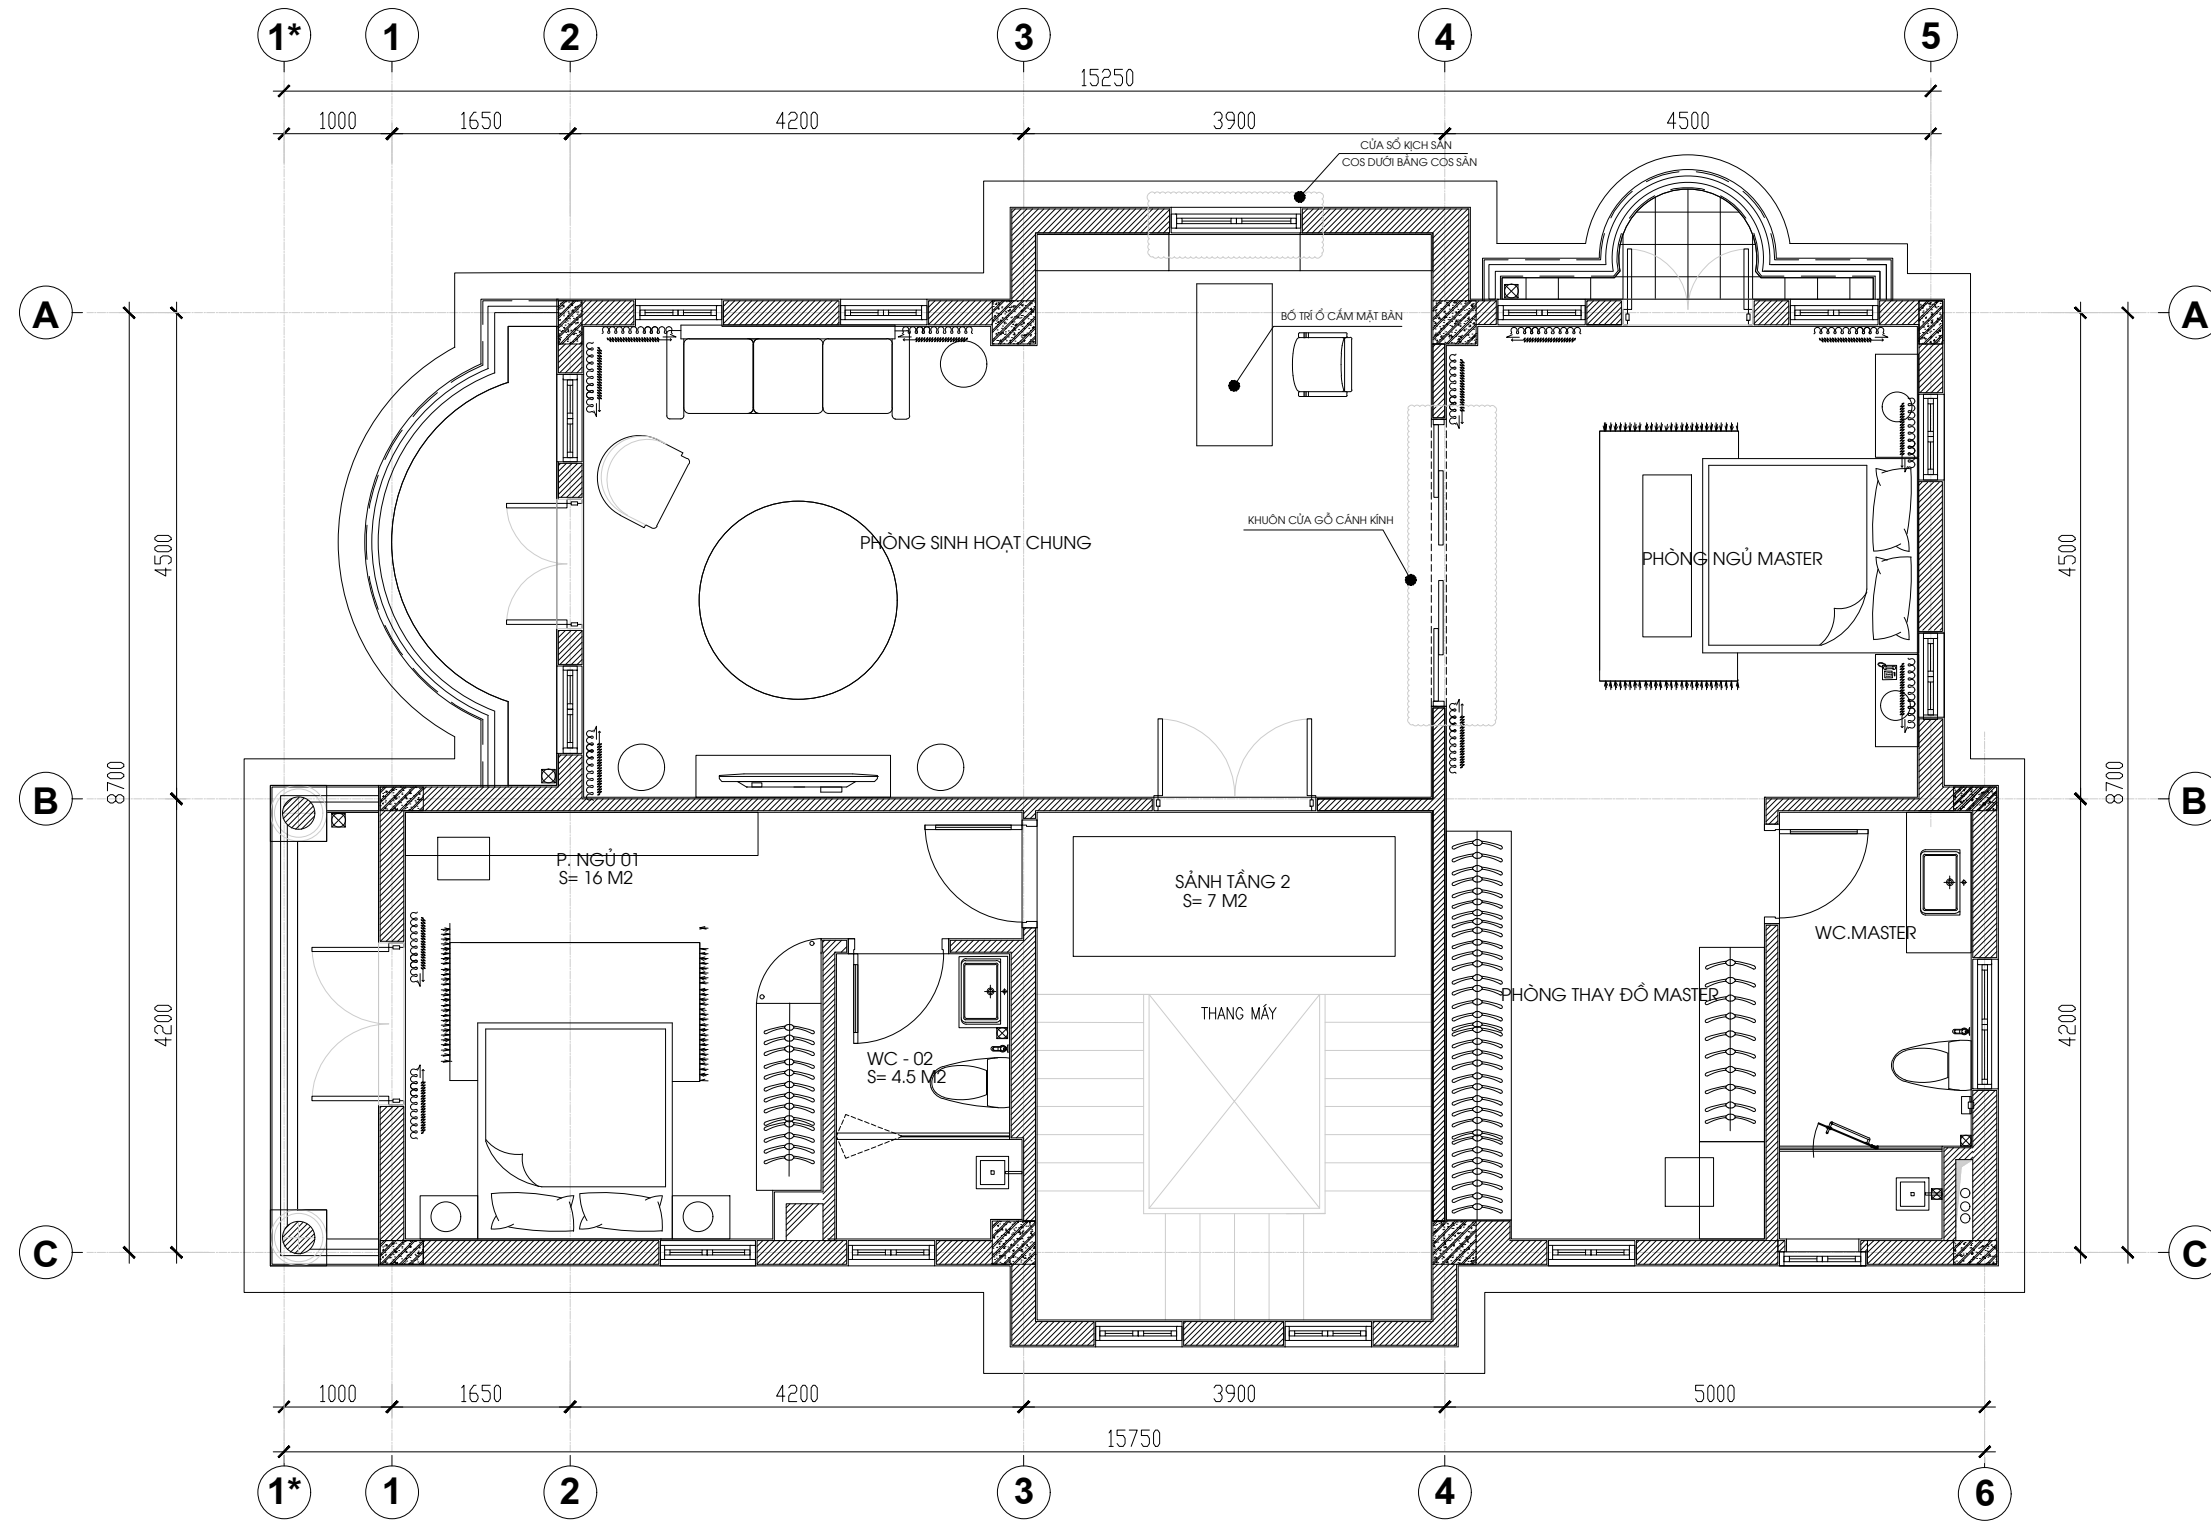 1* 1 2 3 4 5
15250
1000 1650 4200 3900 4500
CỬA SỔ KỊCH SÀN
COS DƯỚI BẰNG COS SÀN
A A
BỐ TRÍ Ổ CẮM MẶT BÀN
KHUÔN CỬA GỖ CÁNH KÍNH
PHÒNG SINH HOẠT CHUNG
PHÒNG NGỦ MASTER
4500 4500
8700 8700
B B
P. NGỦ 01
S= 16 M2
SẢNH TẦNG 2
S= 7 M2
WC.MASTER
PHÒNG THAY ĐỒ MASTER
THANG MÁY
4200 4200
WC - 02
S= 4.5 M2
C C
1000 1650 4200 3900 5000
15750
1* 1 2 3 4 6